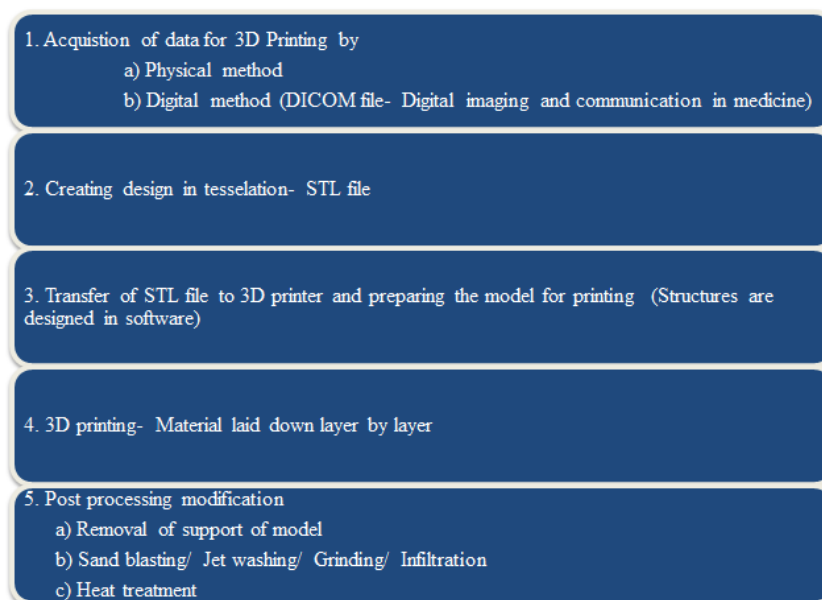 1. Acquistion of data for 3D Printing by
a) Physical method
b) Digital method (DICOM file- Digital imaging and communication in medicine)
2. Creating design in tesselation- STL file
3. Transfer of STL file to 3D printer and preparing the model for printing (Structures are
designed in software)
4. 3D printing- Material laid down layer by layer
5. Post processing modification
a) Removal of support of model
b) Sand blasting/ Jet washing/ Grinding/ Infiltration
c) Heat treatment